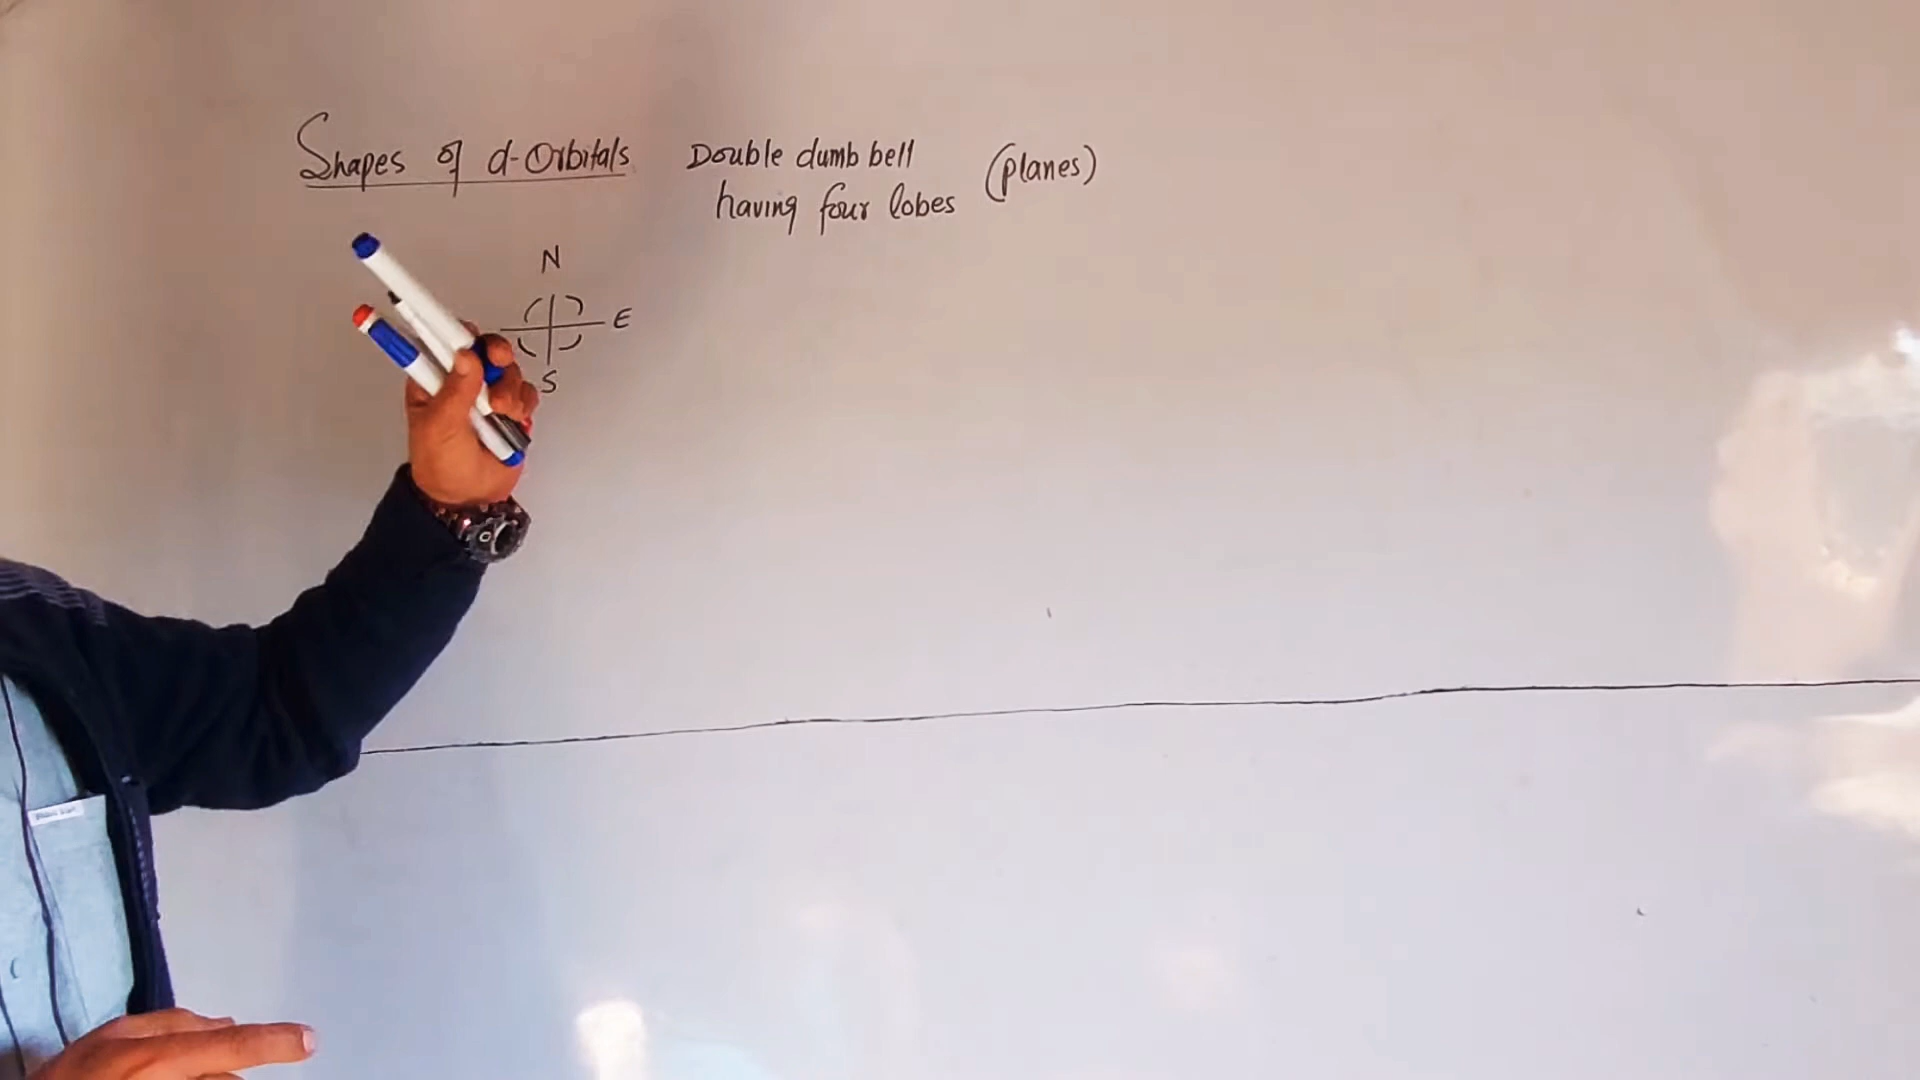 Shapes of d-Orbitals
Double dumb bell
having four lobes
(planes)
N
E
S